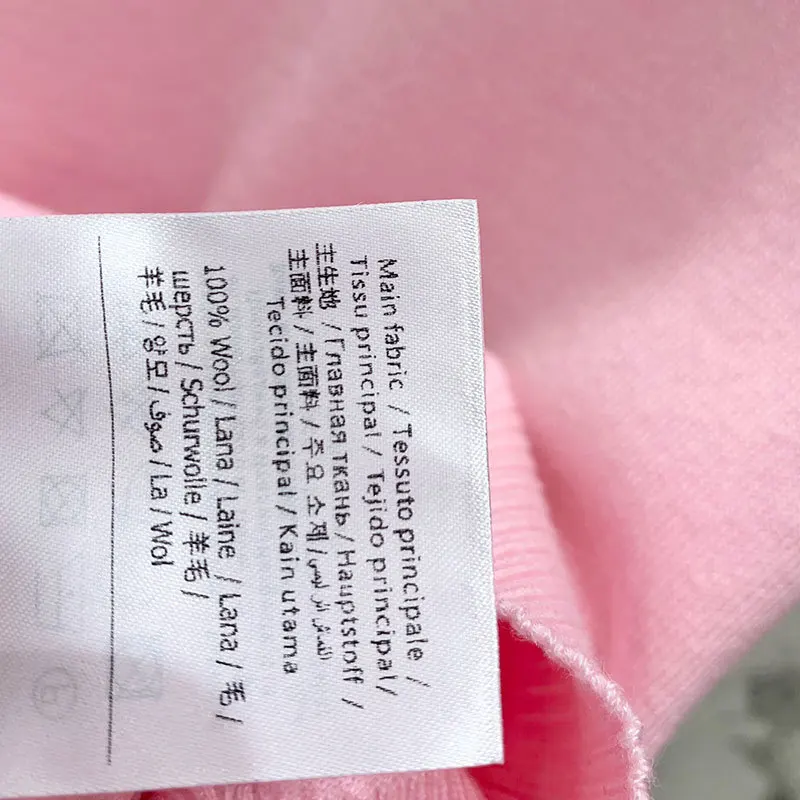 Main fabric / Tessuto principale /
Tissu principal / Tejido principal /
主生地 / Главная ткань / Hauptstoff /
主面料 / 主面料 / 주요 소재 /
Tecido principal / Kain utama
100% Wool / Lana / Laine / Lana / 毛 /
шерсть / Schurwolle / 羊毛 /
羊毛 / 양모 / صوف / La / Wol